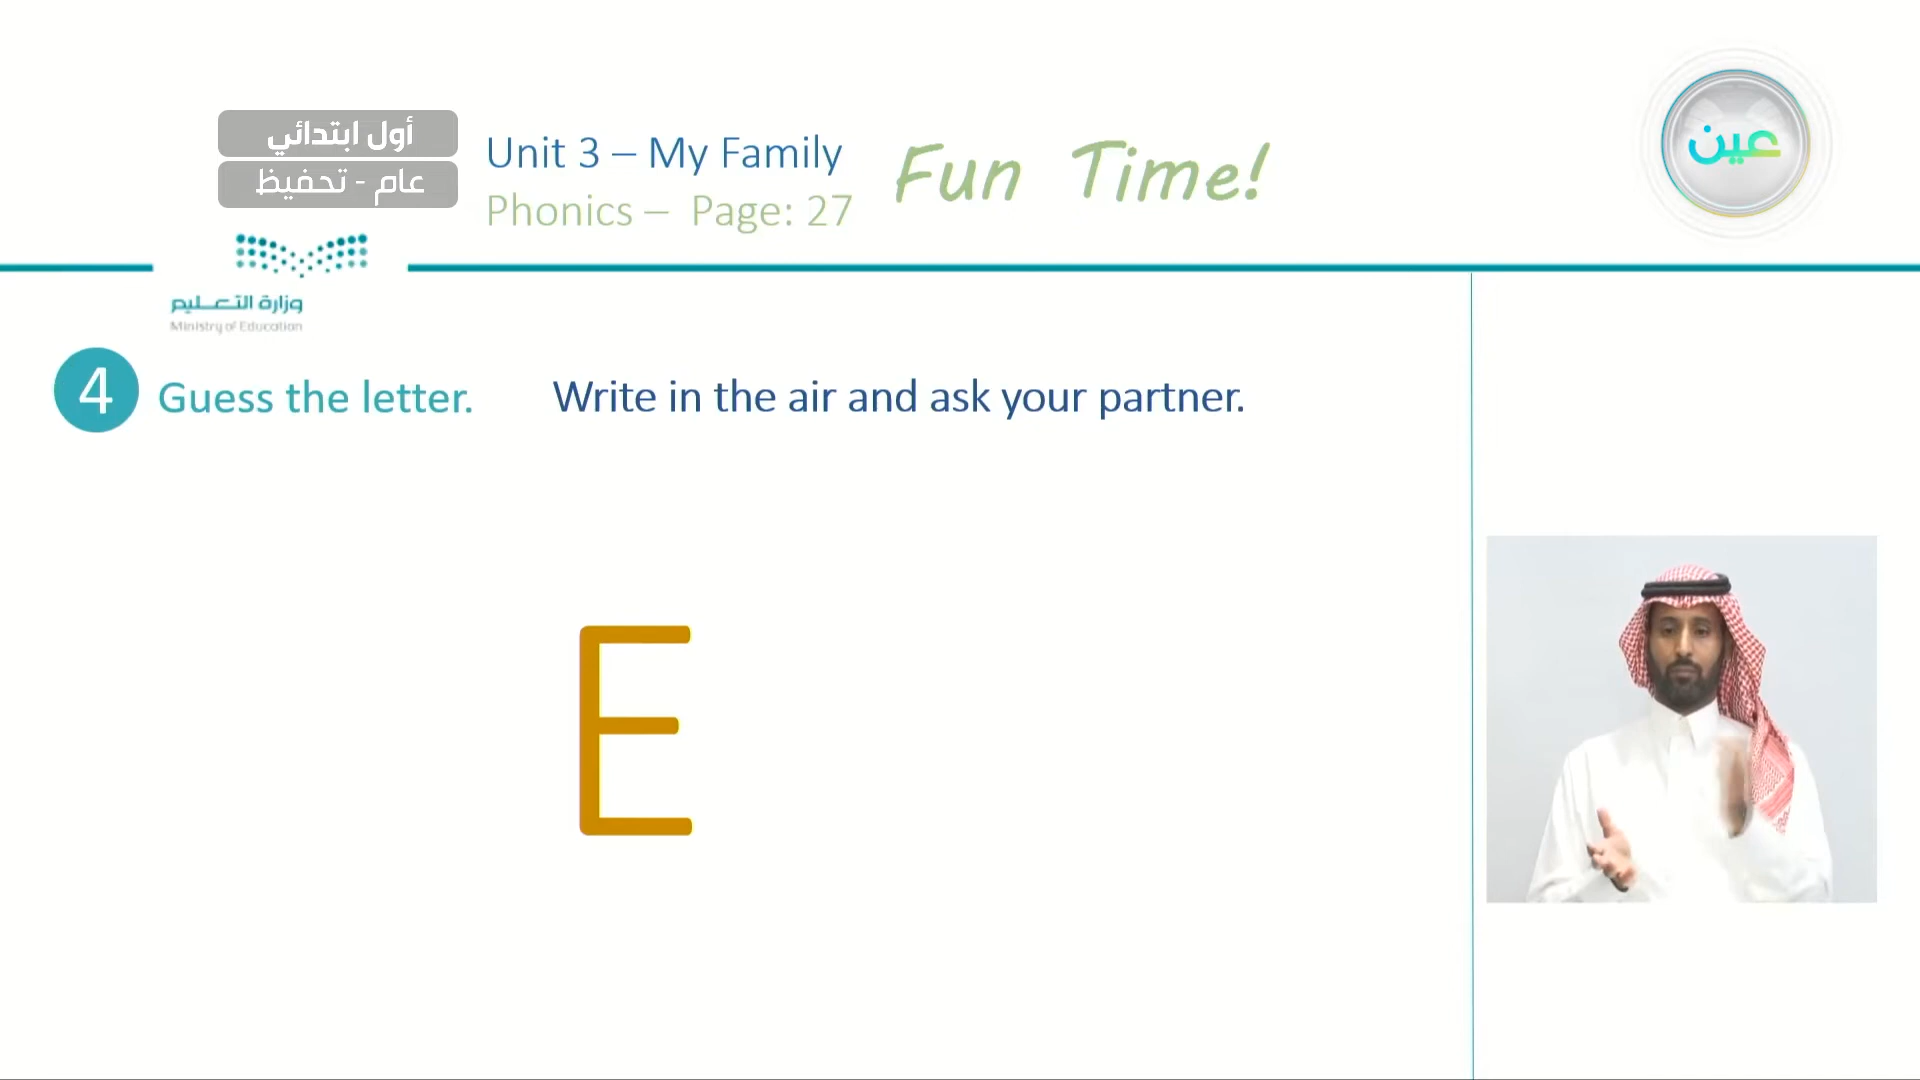 أول ابتدائي
عام - تحفيظ
Unit 3 – My Family
Phonics – Page: 27
Fun Time!
عين
وزارة التعليم
Ministry of Education
4 Guess the letter. Write in the air and ask your partner.
E